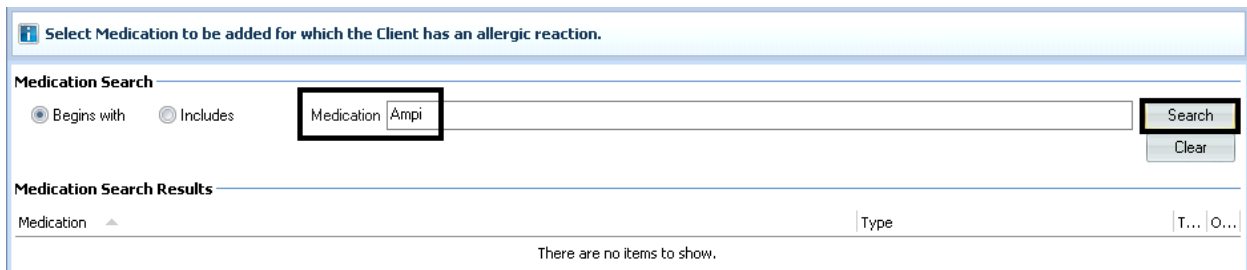 Select Medication to be added for which the Client has an allergic reaction.
Medication Search
Begins with Includes Medication Ampi Search
Clear
Medication Search Results
Medication Type T... O...
There are no items to show.